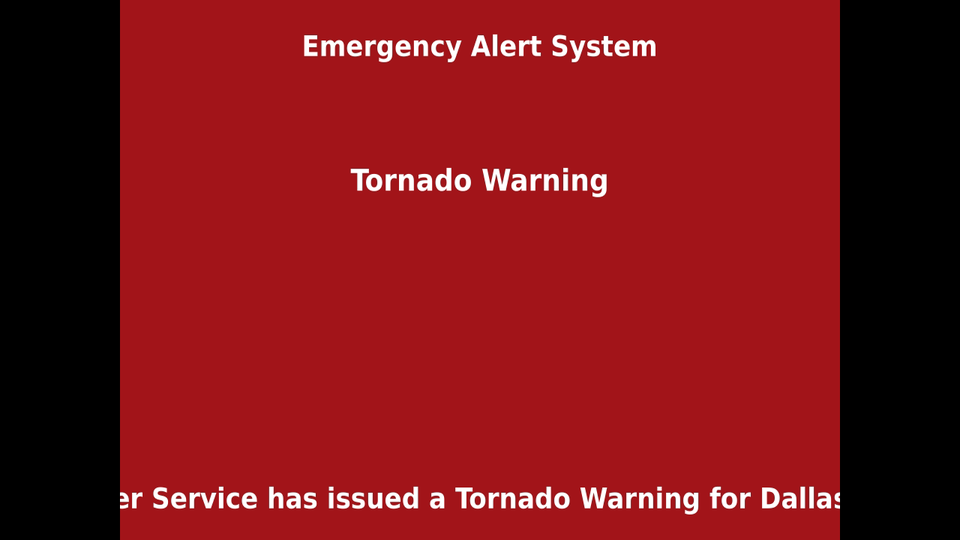 Emergency Alert System
Tornado Warning
er Service has issued a Tornado Warning for Dallas